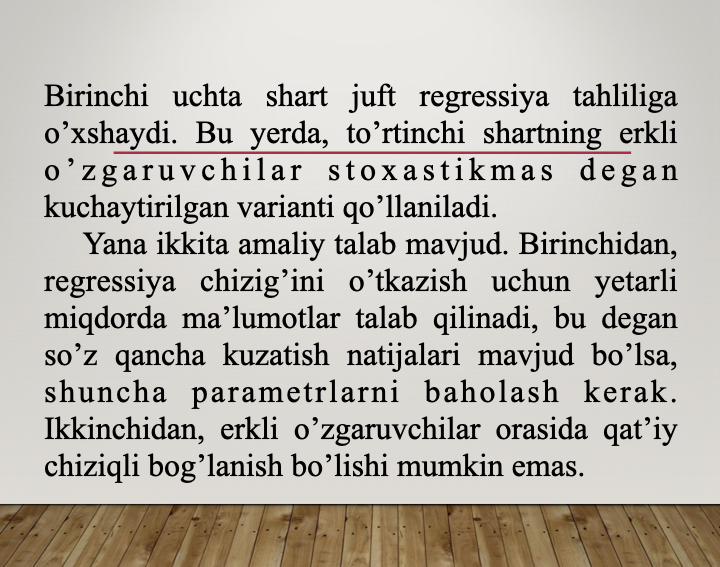 Birinchi uchta shart juft regressiya tahliliga
o’xshaydi. Bu yerda, to’rtinchi shartning erkli
o’zgaruvchilar stoxastikmas degan
kuchaytirilgan varianti qo’llaniladi.
Yana ikkita amaliy talab mavjud. Birinchidan,
regressiya chizig’ini o’tkazish uchun yetarli
miqdorda ma’lumotlar talab qilinadi, bu degan
so’z qancha kuzatish natijalari mavjud bo’lsa,
shuncha parametrlarni baholash kerak.
Ikkinchidan, erkli o’zgaruvchilar orasida qat’iy
chiziqli bog’lanish bo’lishi mumkin emas.